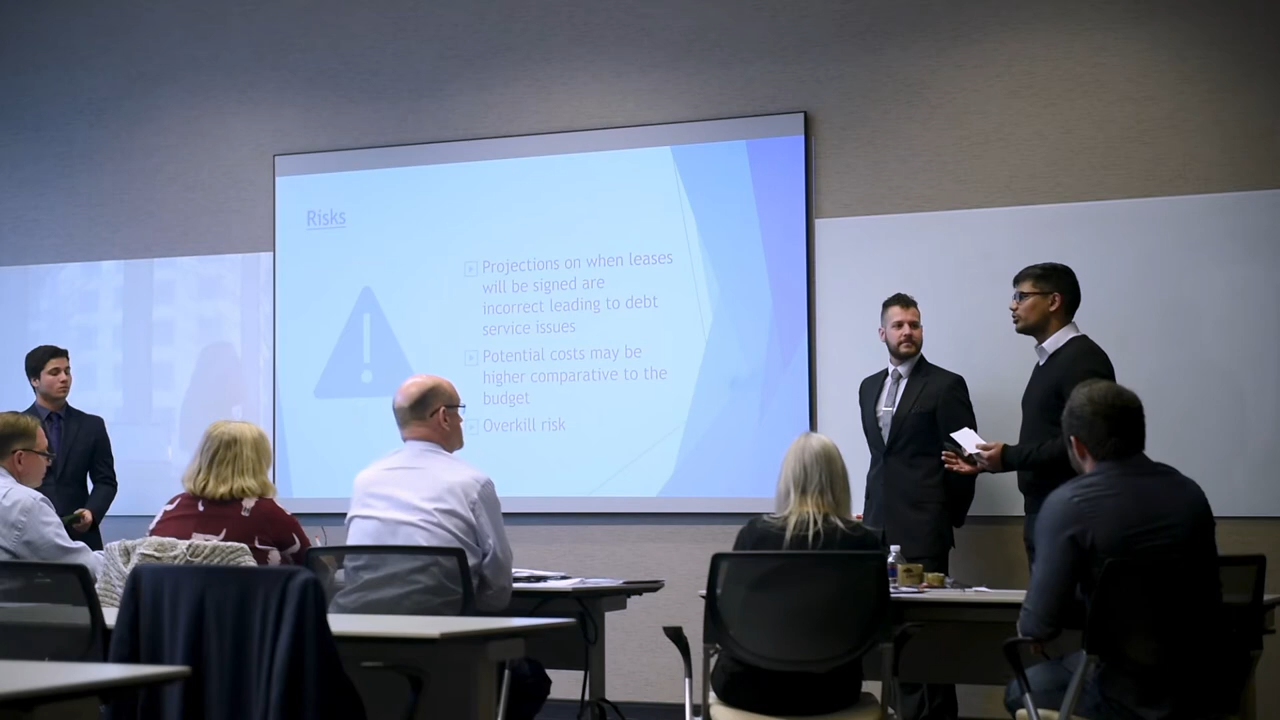 Risks
Projections on when leases
will be signed are
incorrect leading to debt
service issues
Potential costs may be
higher comparative to the
budget
Overkill risk